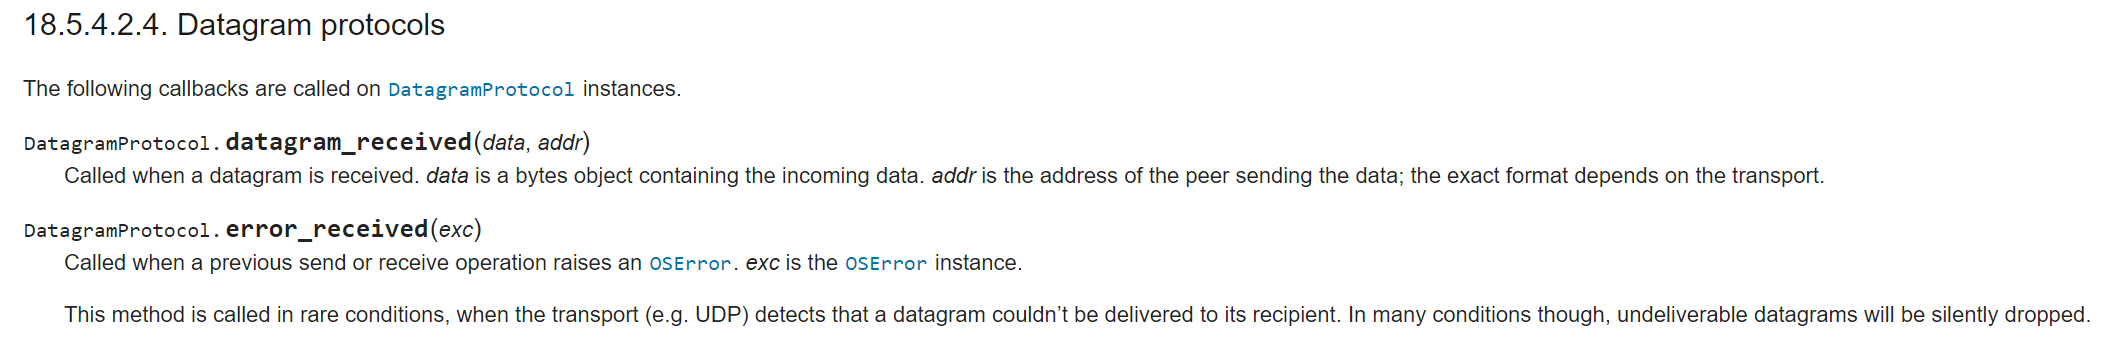 18.5.4.2.4. Datagram protocols
The following callbacks are called on DatagramProtocol instances.
DatagramProtocol.datagram_received(data, addr)
Called when a datagram is received. data is a bytes object containing the incoming data. addr is the address of the peer sending the data; the exact format depends on the transport.
DatagramProtocol.error_received(exc)
Called when a previous send or receive operation raises an OSError. exc is the OSError instance.
This method is called in rare conditions, when the transport (e.g. UDP) detects that a datagram couldn’t be delivered to its recipient. In many conditions though, undeliverable datagrams will be silently dropped.